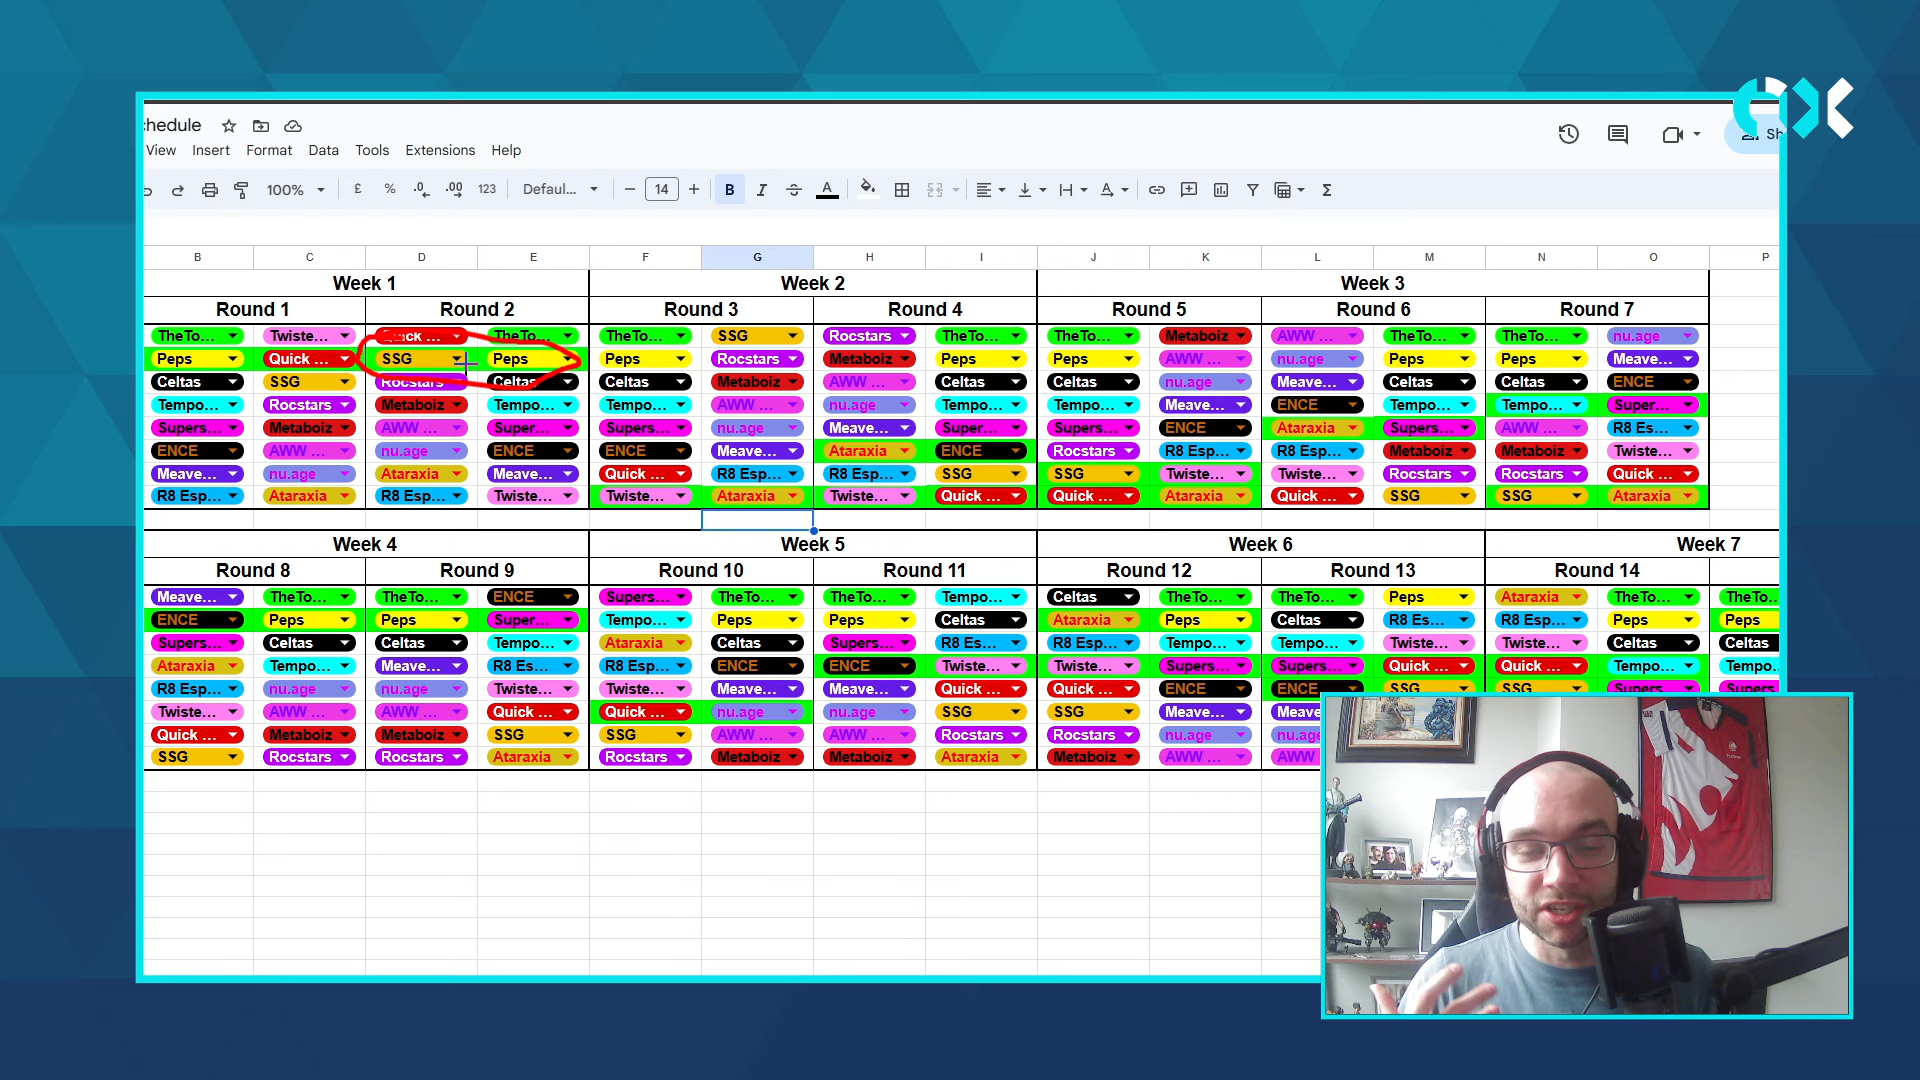 chedule
View Insert Format Data Tools Extensions Help
100% £ % .0 .00 123 Defaul... 14 B I S A Σ
Sh
B C D E F G H I J K L M N O P
Week 1 Week 2 Week 3
Round 1 Round 2 Round 3 Round 4 Round 5 Round 6 Round 7
TheTo... Twiste... Quick ... TheTo... TheTo... SSG Rocstars TheTo... TheTo... Metaboiz AWW ... TheTo... TheTo... nu.age
Peps Quick ... SSG Peps Peps Rocstars Metaboiz Peps Peps AWW ... nu.age Peps Peps Meave...
Celtas SSG Rocstars Celtas Celtas Metaboiz AWW ... Celtas Celtas nu.age Meave... Celtas Celtas ENCE
Tempo... Rocstars Metaboiz Tempo... Tempo... AWW ... nu.age Tempo... Tempo... Meave... ENCE Tempo... Tempo... Super...
Supers... Metaboiz AWW ... Super... Supers... nu.age Meave... Super... Supers... ENCE Ataraxia Supers... AWW ... R8 Es...
ENCE AWW ... nu.age ENCE ENCE Meave... Ataraxia ENCE Rocstars R8 Esp... R8 Esp... Metaboiz Metaboiz Twiste...
Meave... nu.age Ataraxia Meave... Quick ... R8 Esp... R8 Esp... SSG SSG Twiste... Twiste... Rocstars Rocstars Quick ...
R8 Esp... Ataraxia R8 Esp... Twiste... Twiste... Ataraxia Twiste... Quick ... Quick ... Ataraxia Quick ... SSG SSG Ataraxia
Week 4 Week 5 Week 6 Week 7
Round 8 Round 9 Round 10 Round 11 Round 12 Round 13 Round 14
Meave... TheTo... TheTo... ENCE Supers... TheTo... TheTo... Tempo... Celtas TheTo... TheTo... Peps Ataraxia TheTo... TheTo...
ENCE Peps Peps Super... Tempo... Peps Peps Celtas Ataraxia Peps Celtas R8 Es... R8 Esp... Peps Peps
Supers... Celtas Celtas Tempo... Ataraxia Celtas Supers... R8 Es... R8 Esp... Tempo... Tempo... Twiste... Twiste... Celtas Celtas
Ataraxia Tempo... Meave... R8 Es... R8 Esp... ENCE ENCE Twiste... Twiste... Supers... Supers... Quick ... Quick ... Tempo... Tempo.
R8 Esp... nu.age nu.age Twiste... Twiste... Meave... Meave... Quick ... Quick ... ENCE ENCE SSG SSG Supers Supers
Twiste... AWW ... AWW ... Quick ... Quick ... nu.age nu.age SSG SSG Meave... Meave
Quick ... Metaboiz Metaboiz SSG SSG AWW ... AWW ... Rocstars Rocstars nu.age nu.ag
SSG Rocstars Rocstars Ataraxia Rocstars Metaboiz Metaboiz Ataraxia Metaboiz AWW ... AWW